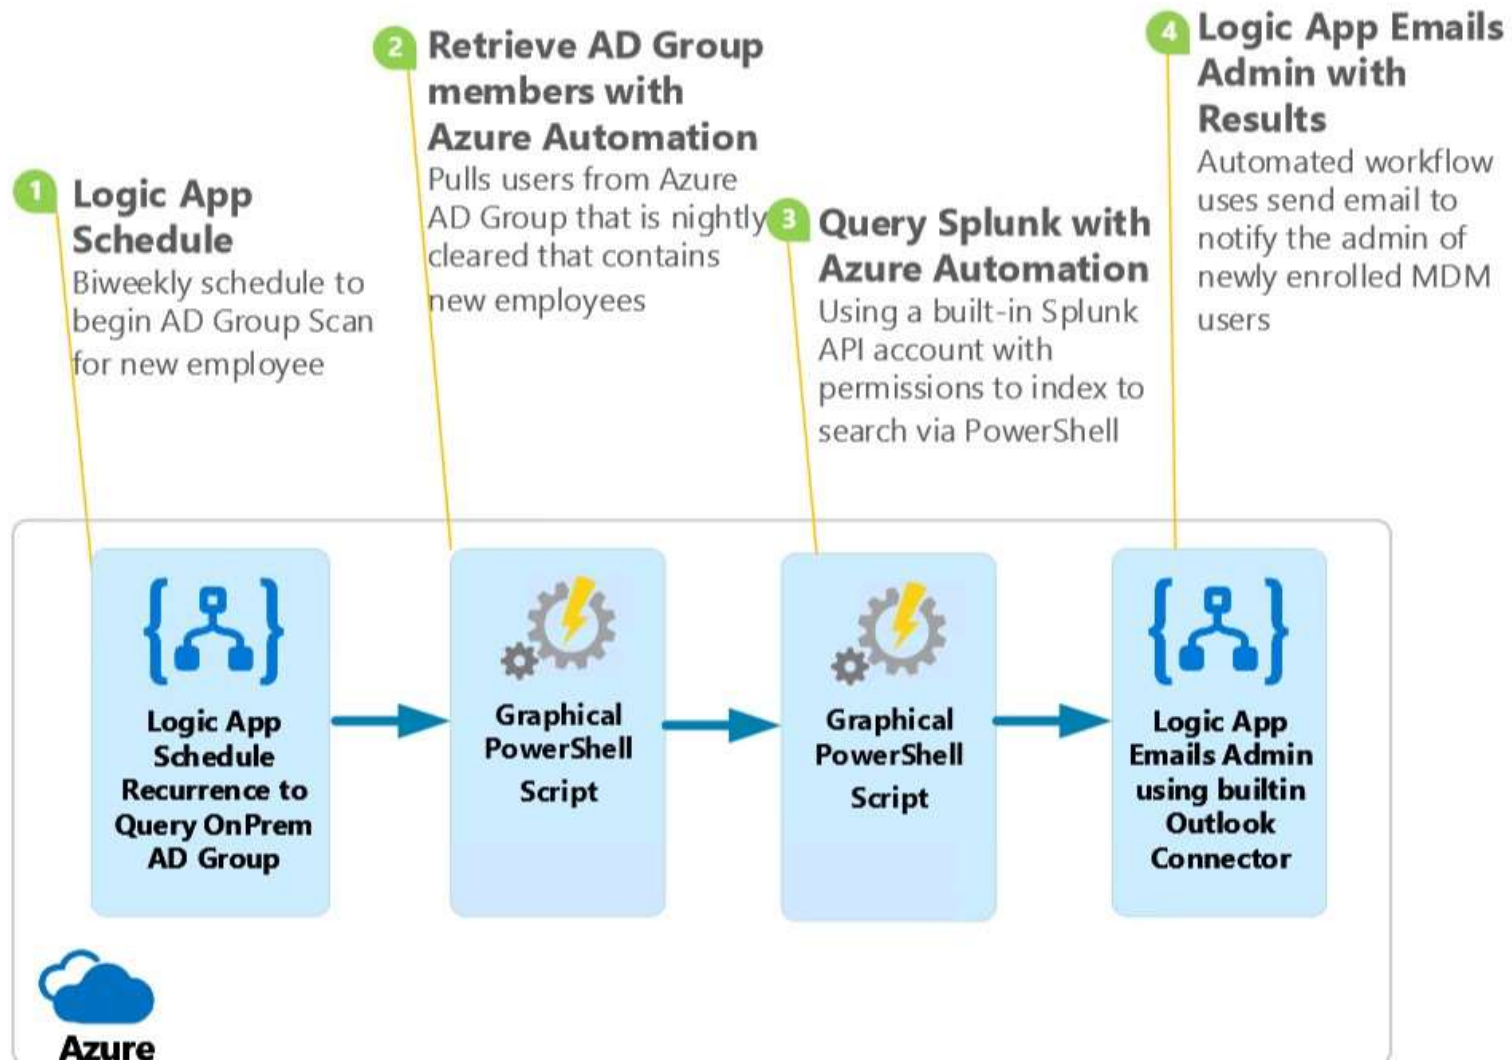 1
Logic App
Schedule
Biweekly schedule to
begin AD Group Scan
for new employee
2
Retrieve AD Group
members with
Azure Automation
Pulls users from Azure
AD Group that is nightly
cleared that contains
new employees
3
Query Splunk with
Azure Automation
Using a built-in Splunk
API account with
permissions to index to
search via PowerShell
4
Logic App Emails
Admin with
Results
Automated workflow
uses send email to
notify the admin of
newly enrolled MDM
users
Logic App
Schedule
Recurrence to
Query OnPrem
AD Group
Graphical
PowerShell
Script
Graphical
PowerShell
Script
Logic App
Emails Admin
using builtin
Outlook
Connector
Azure